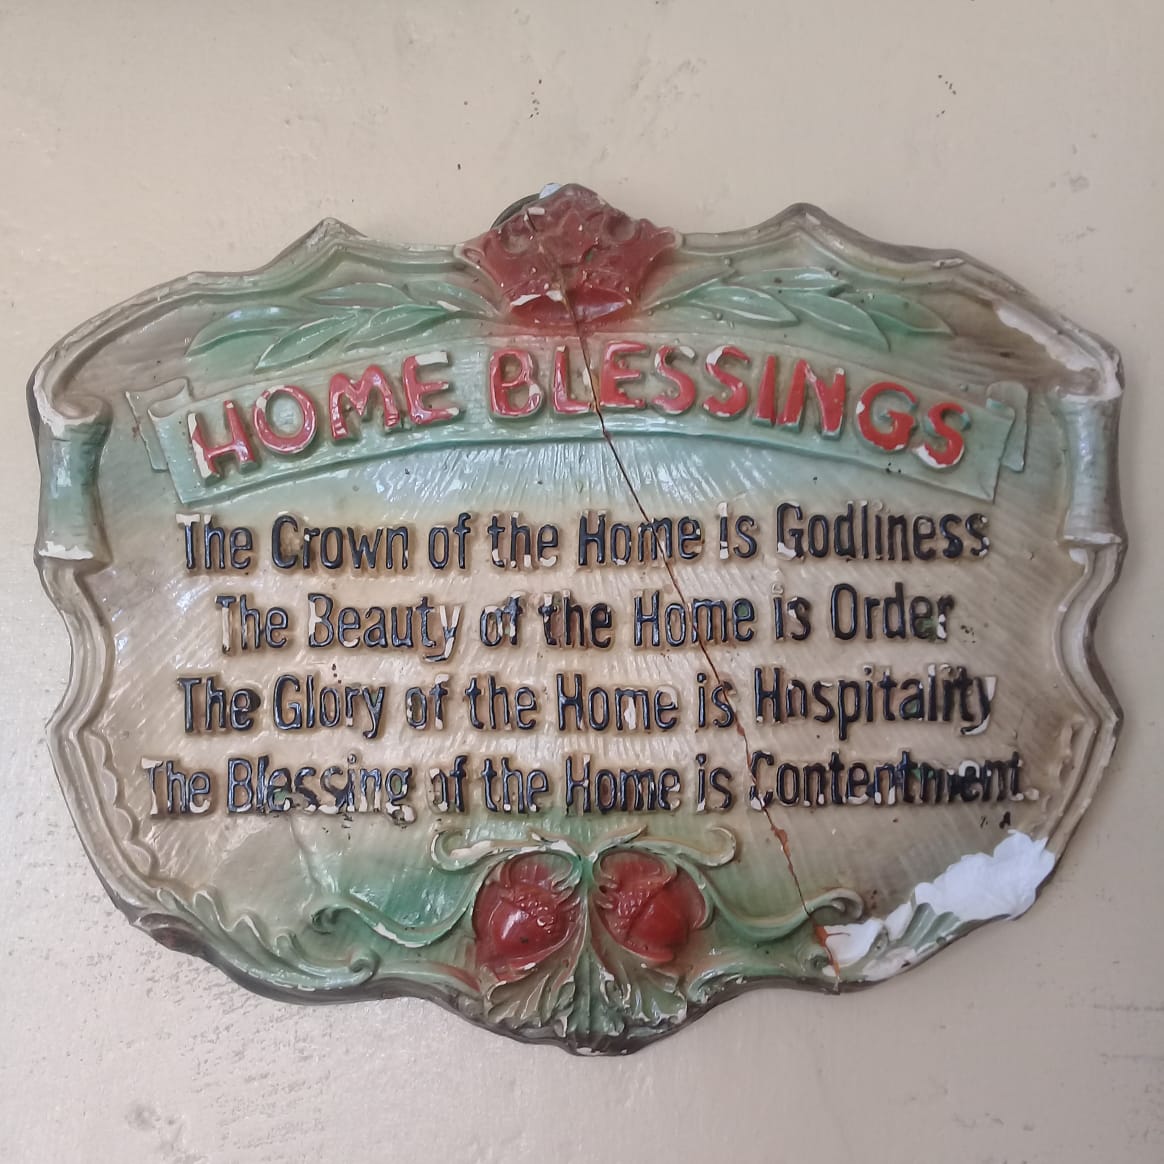 HOME BLESSINGS
The Crown of the Home is Godliness
The Beauty of the Home is Order
The Glory of the Home is Hospitality
The Blessing of the Home is Contentment.